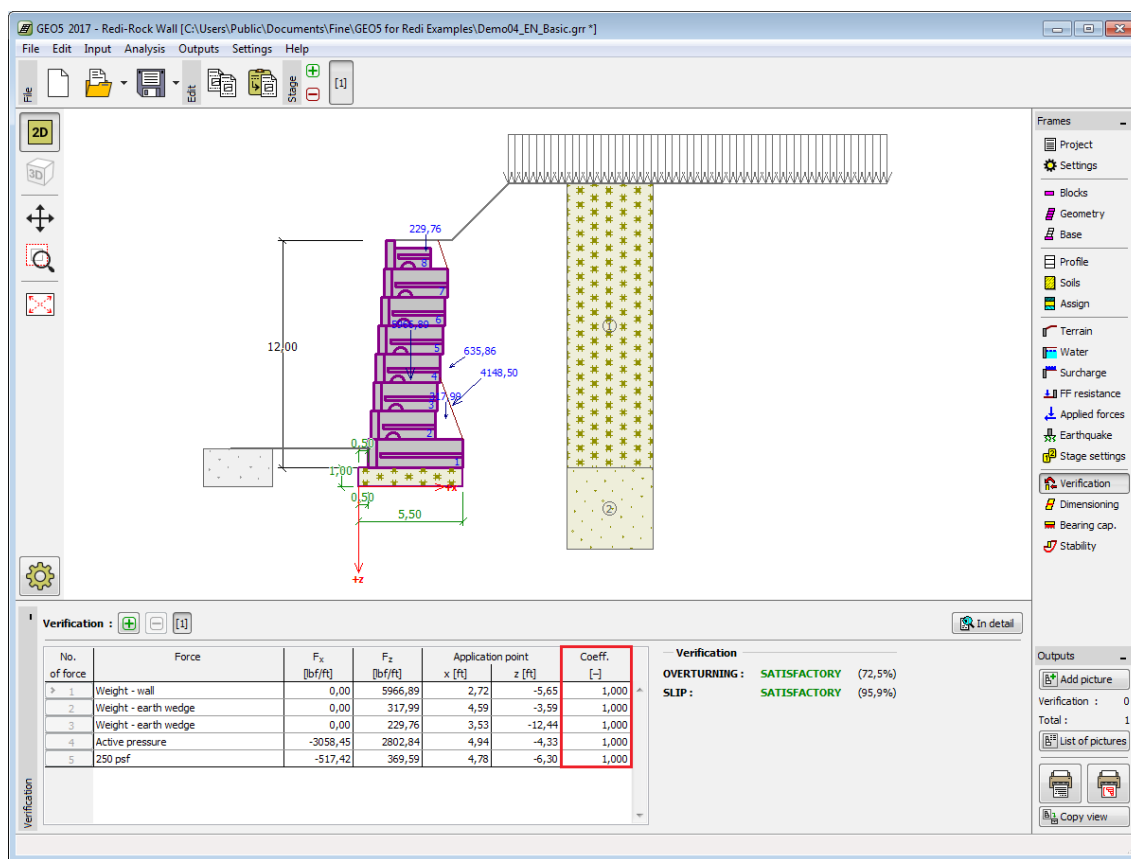 GEO5 2017 - Redi-Rock Wall [C:\Users\Public\Documents\Fine\GEO5 for Redi Examples\Demo04_EN_Basic.grr *]
File Edit Input Analysis Outputs Settings Help
File
Edit
Stage
[1]
2D
3D
229,76
8
7
6
5966,89
5
12,00
635,86
4
4148,50
317,99
3
2
0,50
1
1,00
+x
0,50
5,50
+z
1
2
Frames
Project
Settings
Blocks
Geometry
Base
Profile
Soils
Assign
Terrain
Water
Surcharge
FF resistance
Applied forces
Earthquake
Stage settings
Verification
Dimensioning
Bearing cap.
Stability
Verification : [1] In detail
No. Force Fx Fz Application point Coeff.
of force [lbf/ft] [lbf/ft] x [ft] z [ft] [–]
> 1 Weight - wall 0,00 5966,89 2,72 -5,65 1,000
2 Weight - earth wedge 0,00 317,99 4,59 -3,59 1,000
3 Weight - earth wedge 0,00 229,76 3,53 -12,44 1,000
4 Active pressure -3058,45 2802,84 4,94 -4,33 1,000
5 250 psf -517,42 369,59 4,78 -6,30 1,000
Verification
OVERTURNING : SATISFACTORY (72,5%)
SLIP : SATISFACTORY (95,9%)
Verification
Outputs
Add picture
Verification : 0
Total : 1
List of pictures
Copy view